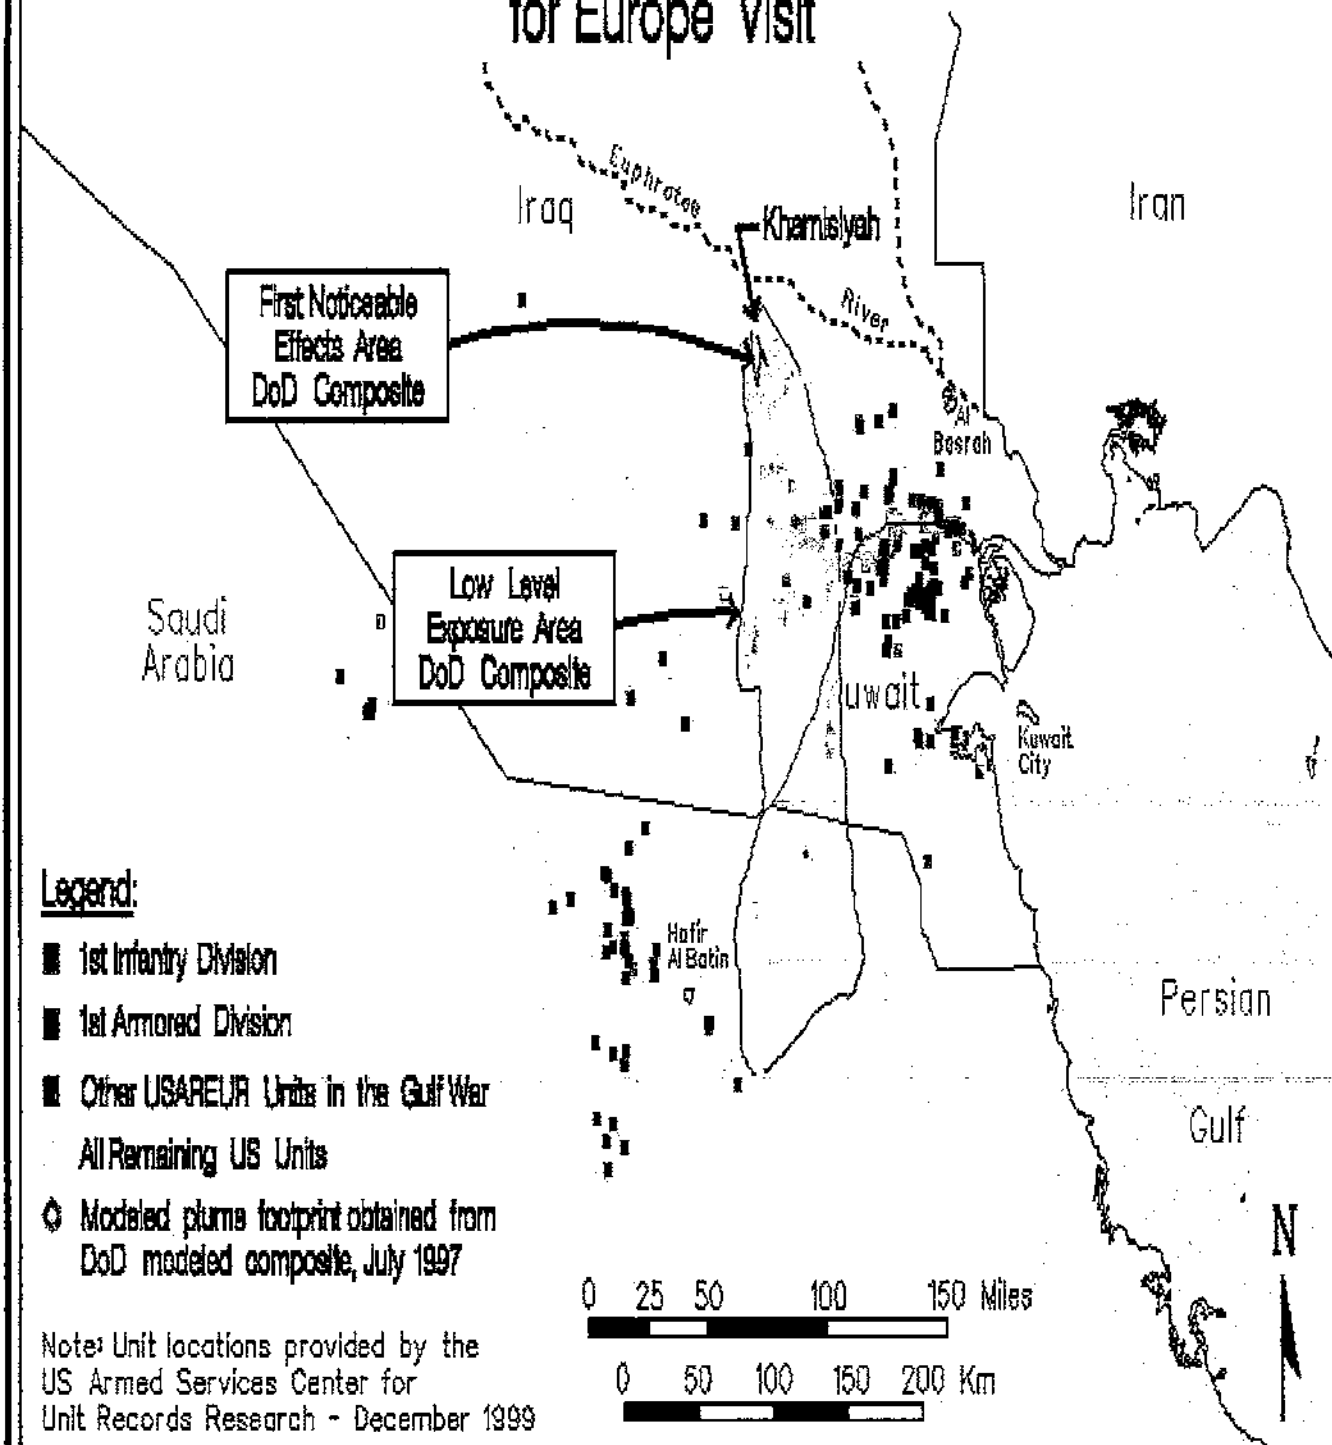 for Europe Visit
Euphrates
Iraq
Iran
Khamisiyah
River
First Noticeable
Effects Area
DoD Composite
Al
Basrah
Low Level
Exposure Area
DoD Composite
Saudi
Arabia
uwait
Kuwait
City
Legend:
1st Infantry Division
1st Armored Division
Other USAREUR Units in the Gulf War
All Remaining US Units
Modeled plume footprint obtained from
DoD modeled composite, July 1997
Hafir
Al Batin
Persian
Gulf
N
0 25 50 100 150 Miles
0 50 100 150 200 Km
Note: Unit locations provided by the
US Armed Services Center for
Unit Records Research - December 1999